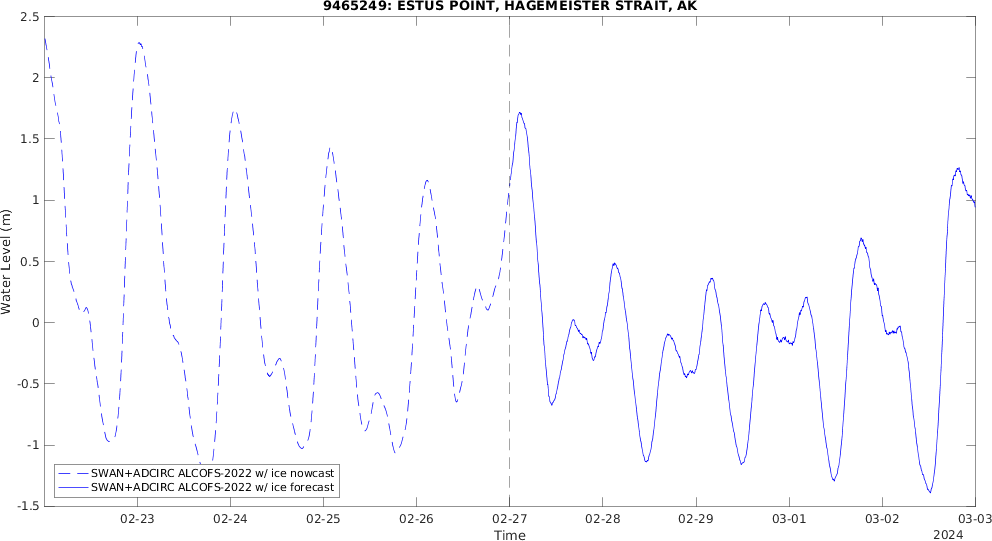 9465249: ESTUS POINT, HAGEMEISTER STRAIT, AK
2.5
2
1.5
1
0.5
0
-0.5
-1
-1.5
Water Level (m)
SWAN+ADCIRC ALCOFS-2022 w/ ice nowcast
SWAN+ADCIRC ALCOFS-2022 w/ ice forecast
02-23 02-24 02-25 02-26 02-27 02-28 02-29 03-01 03-02 03-03
Time
2024